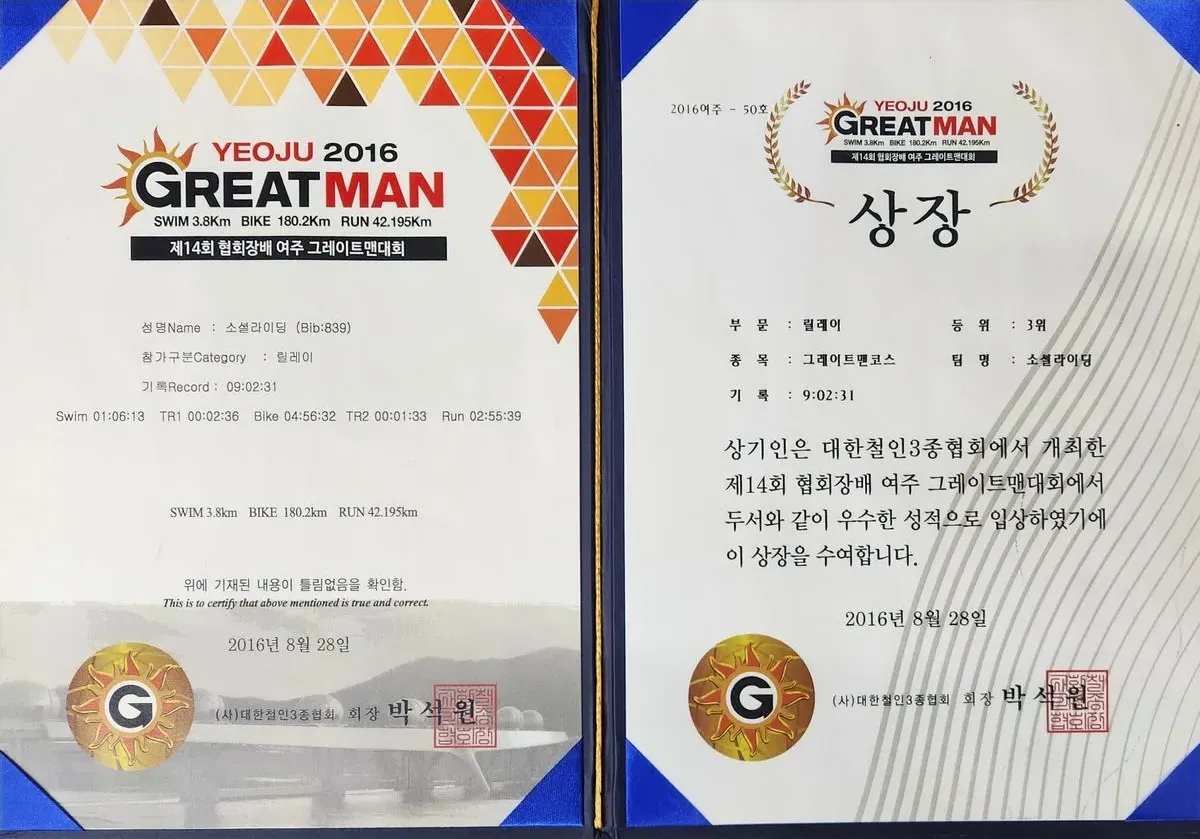 YEOJU 2016
GREATMAN
SWIM 3.8Km BIKE 180.2Km RUN 42.195Km
제14회 협회장배 여주 그레이트맨대회
성명Name : 소셜라이딩 (Bib:839)
참가구분Category : 릴레이
기록Record : 09:02:31
Swim 01:06:13 TR1 00:02:36 Bike 04:56:32 TR2 00:01:33 Run 02:55:39
SWIM 3.8km BIKE 180.2km RUN 42.195km
위에 기재된 내용이 틀림없음을 확인함.
This is to certify that above mentioned is true and correct.
2016년 8월 28일
G
(사)대한철인3종협회 회장 박석원
2016여주 - 50호
YEOJU 2016
GREATMAN
SWIM 3.8Km BIKE 180.2Km RUN 42.195Km
제14회 협회장배 여주 그레이트맨대회
상장
부 문 : 릴레이 등 위 : 3위
종 목 : 그레이트맨코스 팀 명 : 소셜라이딩
기 록 : 9:02:31
상기인은 대한철인3종협회에서 개최한
제14회 협회장배 여주 그레이트맨대회에서
두서와 같이 우수한 성적으로 입상하였기에
이 상장을 수여합니다.
2016년 8월 28일
G
(사)대한철인3종협회 회장 박석원